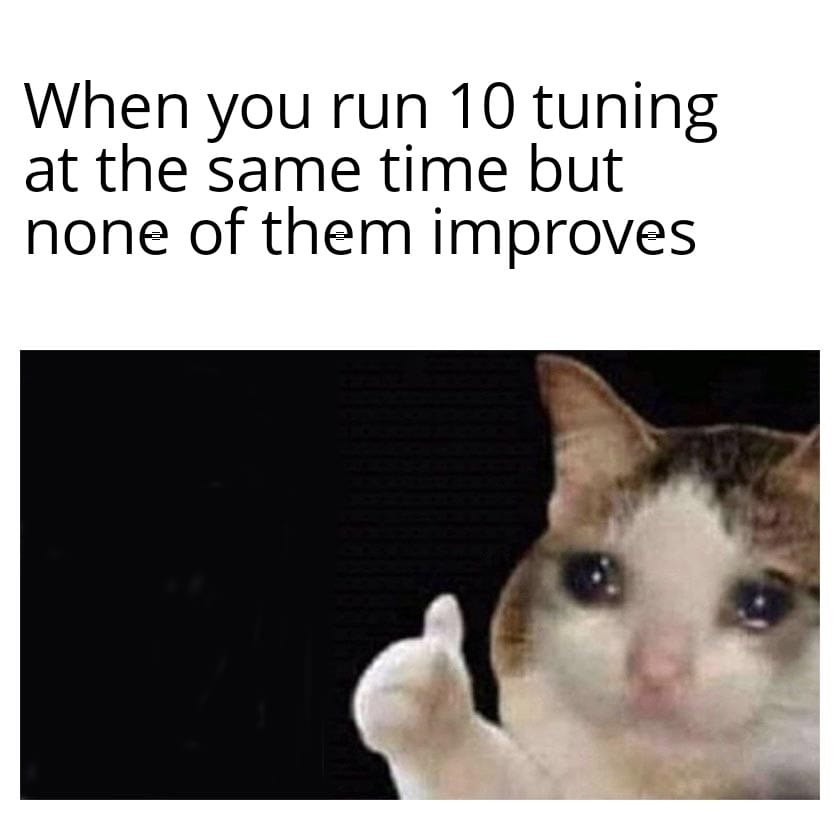 When you run 10 tuning
at the same time but
none of them improves